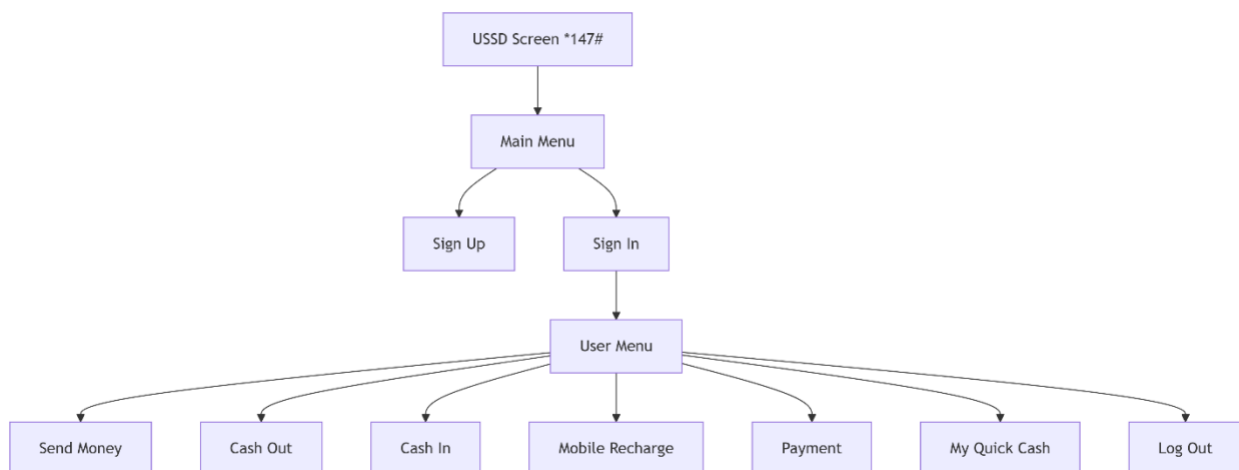 USSD Screen *147#
Main Menu
Sign Up
Sign In
User Menu
Send Money
Cash Out
Cash In
Mobile Recharge
Payment
My Quick Cash
Log Out